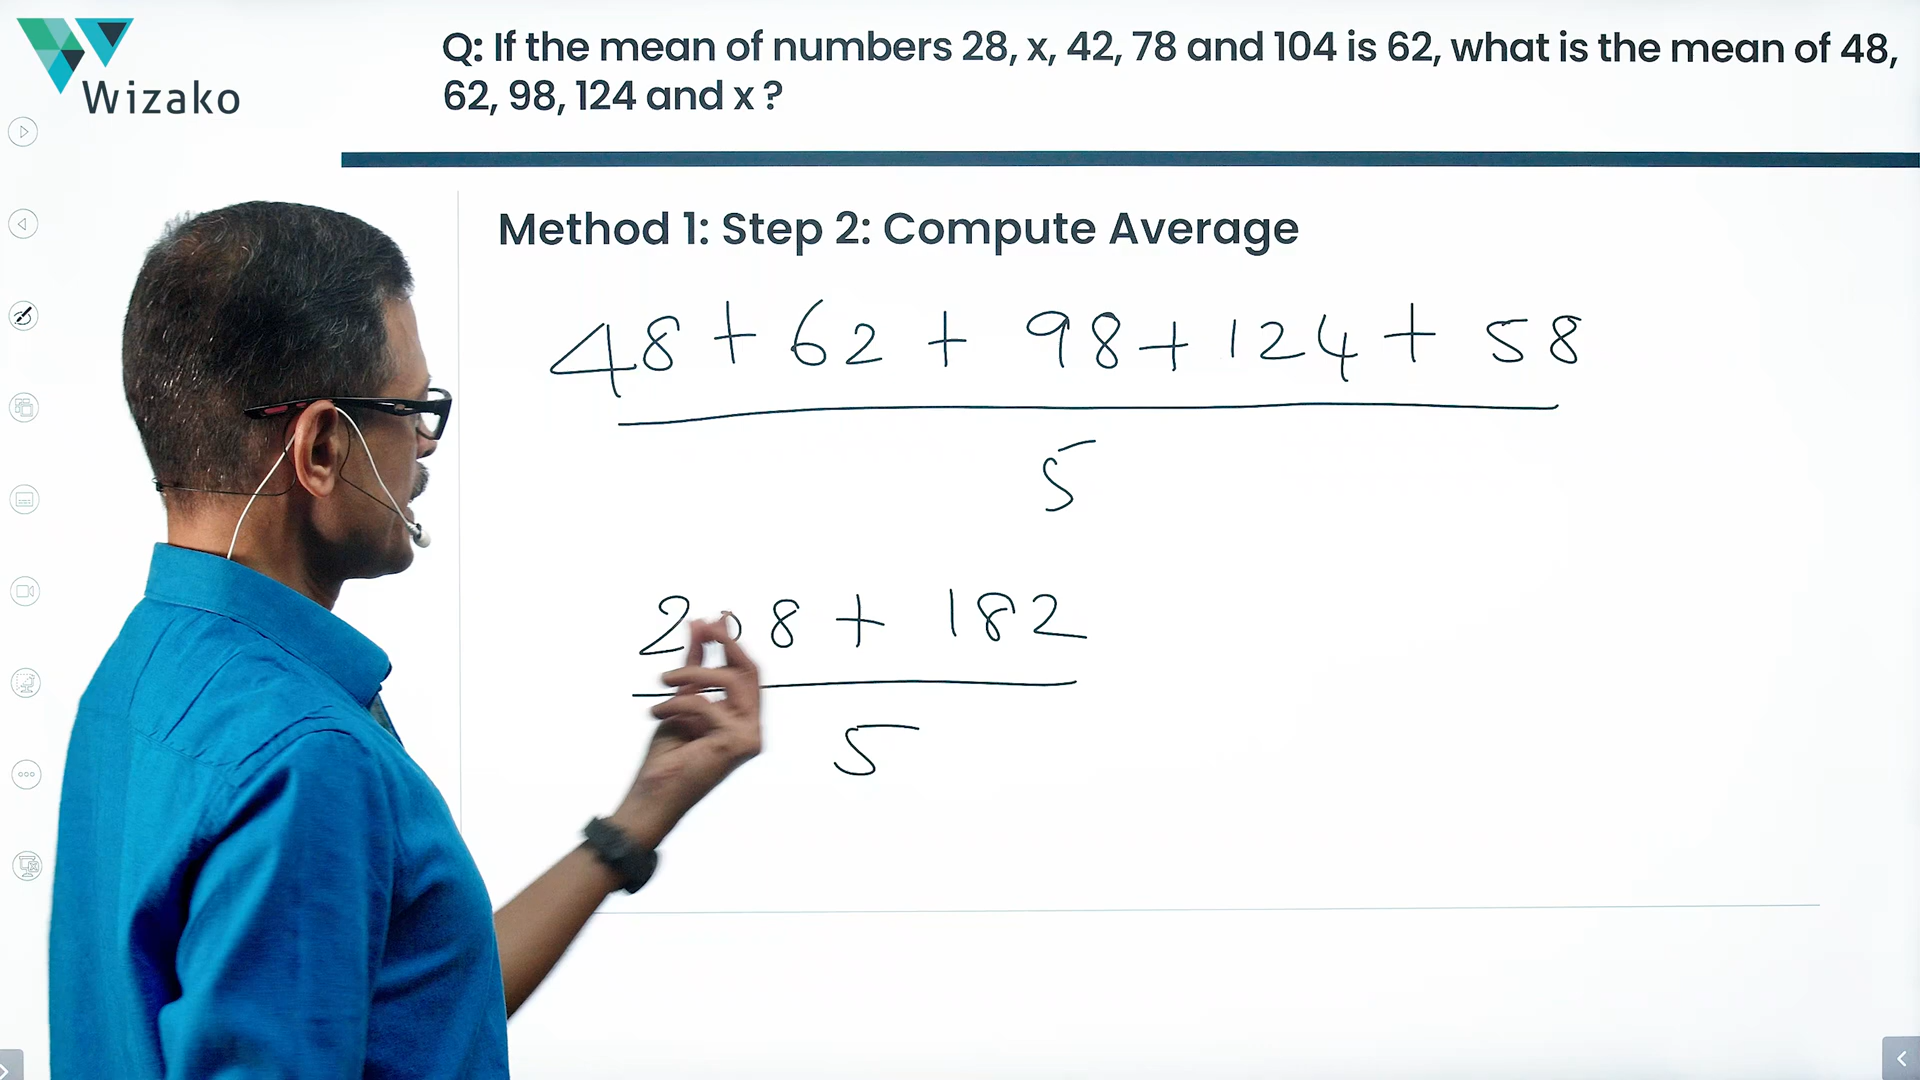 Wizako
Q: If the mean of numbers 28, x, 42, 78 and 104 is 62, what is the mean of 48,
62, 98, 124 and x ?
Method 1: Step 2: Compute Average
48 + 62 + 98 + 124 + 58
5
208 + 182
5